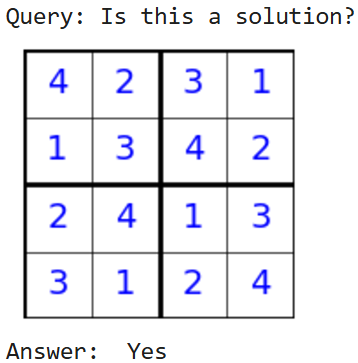 Query: Is this a solution?
4 2 3 1
1 3 4 2
2 4 1 3
3 1 2 4
Answer:  Yes